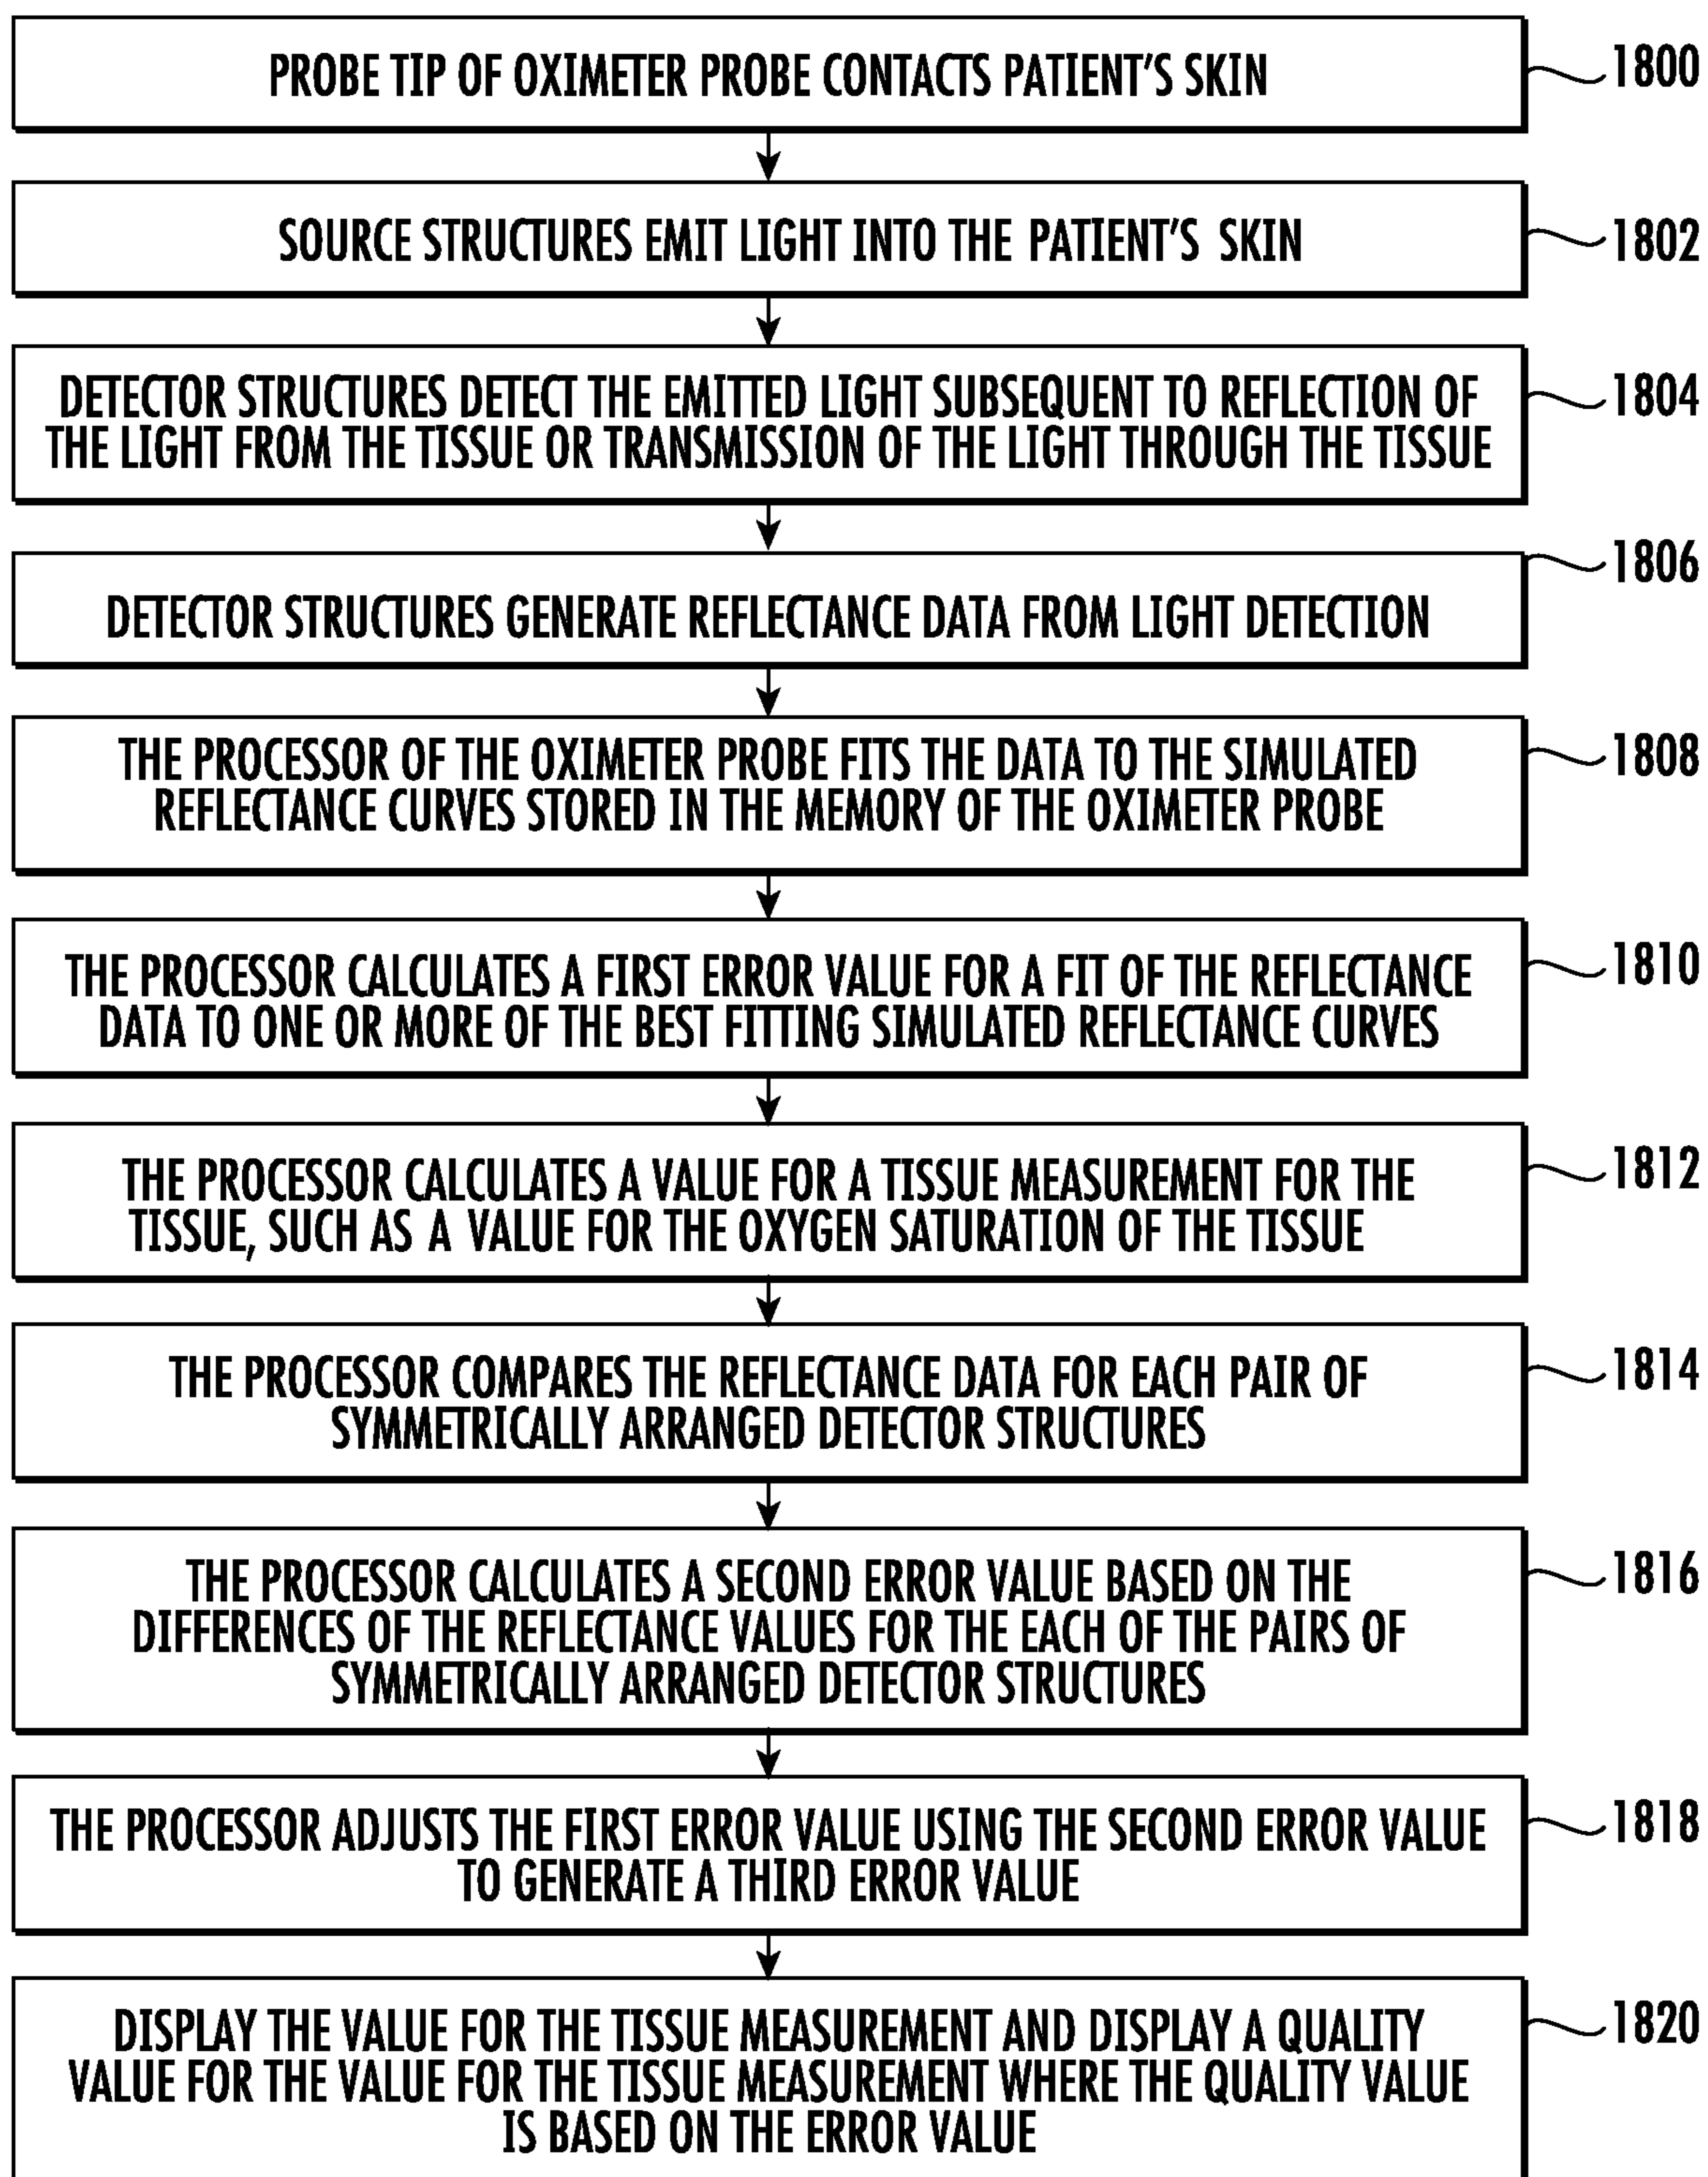 PROBE TIP OF OXIMETER PROBE CONTACTS PATIENT'S SKIN
1800
SOURCE STRUCTURES EMIT LIGHT INTO THE PATIENT'S SKIN
1802
DETECTOR STRUCTURES DETECT THE EMITTED LIGHT SUBSEQUENT TO REFLECTION OF
THE LIGHT FROM THE TISSUE OR TRANSMISSION OF THE LIGHT THROUGH THE TISSUE
1804
DETECTOR STRUCTURES GENERATE REFLECTANCE DATA FROM LIGHT DETECTION
1806
THE PROCESSOR OF THE OXIMETER PROBE FITS THE DATA TO THE SIMULATED
REFLECTANCE CURVES STORED IN THE MEMORY OF THE OXIMETER PROBE
1808
THE PROCESSOR CALCULATES A FIRST ERROR VALUE FOR A FIT OF THE REFLECTANCE
DATA TO ONE OR MORE OF THE BEST FITTING SIMULATED REFLECTANCE CURVES
1810
THE PROCESSOR CALCULATES A VALUE FOR A TISSUE MEASUREMENT FOR THE
TISSUE, SUCH AS A VALUE FOR THE OXYGEN SATURATION OF THE TISSUE
1812
THE PROCESSOR COMPARES THE REFLECTANCE DATA FOR EACH PAIR OF
SYMMETRICALLY ARRANGED DETECTOR STRUCTURES
1814
THE PROCESSOR CALCULATES A SECOND ERROR VALUE BASED ON THE
DIFFERENCES OF THE REFLECTANCE VALUES FOR THE EACH OF THE PAIRS OF
SYMMETRICALLY ARRANGED DETECTOR STRUCTURES
1816
THE PROCESSOR ADJUSTS THE FIRST ERROR VALUE USING THE SECOND ERROR VALUE
TO GENERATE A THIRD ERROR VALUE
1818
DISPLAY THE VALUE FOR THE TISSUE MEASUREMENT AND DISPLAY A QUALITY
VALUE FOR THE VALUE FOR THE TISSUE MEASUREMENT WHERE THE QUALITY VALUE
IS BASED ON THE ERROR VALUE
1820